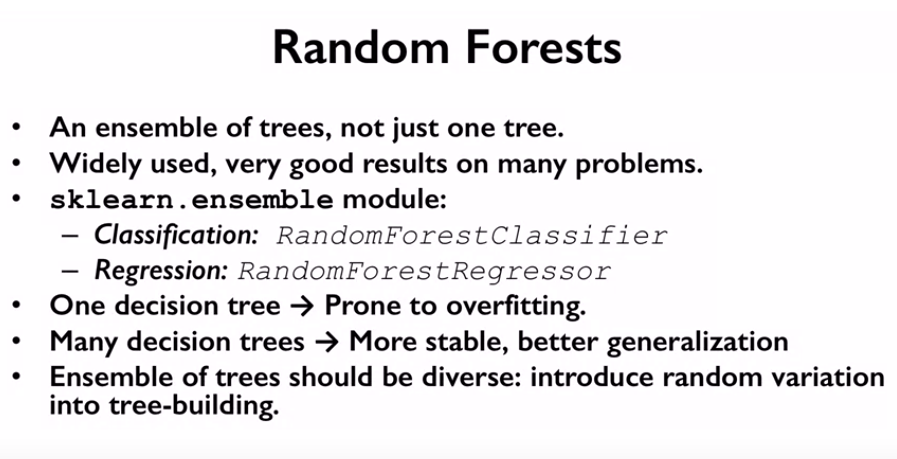 Random Forests
• An ensemble of trees, not just one tree.
• Widely used, very good results on many problems.
• sklearn.ensemble module:
– Classification: RandomForestClassifier
– Regression: RandomForestRegressor
• One decision tree → Prone to overfitting.
• Many decision trees → More stable, better generalization
• Ensemble of trees should be diverse: introduce random variation
into tree-building.